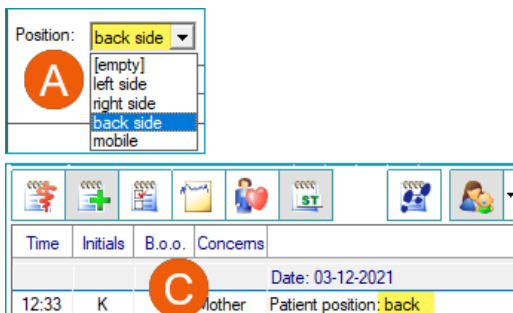 Position: back side
[empty]
A
left side
right side
back side
mobile
ST
Time Initials B.o.o. Concerns
Date: 03-12-2021
C
12:33 K Mother Patient position: back